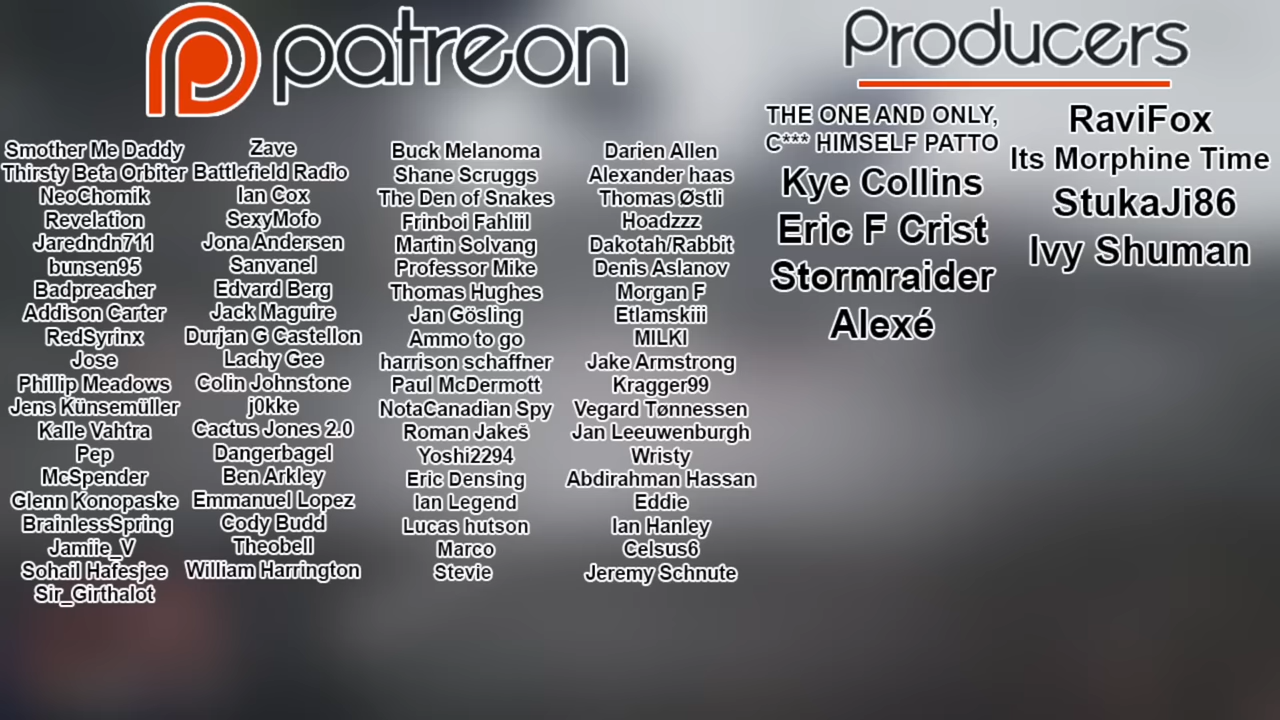 patreon
Smother Me Daddy
Thirsty Beta Orbiter
NeoChomik
Revelation
Jaredndn711
bunsen95
Badpreacher
Addison Carter
RedSyrinx
Jose
Phillip Meadows
Jens Künsemüller
Kalle Vahtra
Pep
McSpender
Glenn Konopaske
BrainlessSpring
Jamiie_V
Sohail Hafesjee
Sir_Girthalot
Zave
Battlefield Radio
Ian Cox
SexyMofo
Jona Andersen
Sanvanel
Edvard Berg
Jack Maguire
Durjan G Castellon
Lachy Gee
Colin Johnstone
j0kke
Cactus Jones 2.0
Dangerbagel
Ben Arkley
Emmanuel Lopez
Cody Budd
Theobell
William Harrington
Buck Melanoma
Shane Scruggs
The Den of Snakes
Frinboi Fahliil
Martin Solvang
Professor Mike
Thomas Hughes
Jan Gösling
Ammo to go
harrison schaffner
Paul McDermott
NotaCanadian Spy
Roman Jakeš
Yoshi2294
Eric Densing
Ian Legend
Lucas hutson
Marco
Stevie
Darien Allen
Alexander haas
Thomas Østli
Hoadzzz
Dakotah/Rabbit
Denis Aslanov
Morgan F
Etlamskiii
MILKI
Jake Armstrong
Kragger99
Vegard Tønnessen
Jan Leeuwenburgh
Wristy
Abdirahman Hassan
Eddie
Ian Hanley
Celsus6
Jeremy Schnute
Producers
THE ONE AND ONLY,
C*** HIMSELF PATTO
Kye Collins
Eric F Crist
Stormraider
Alexé
RaviFox
Its Morphine Time
StukaJi86
Ivy Shuman